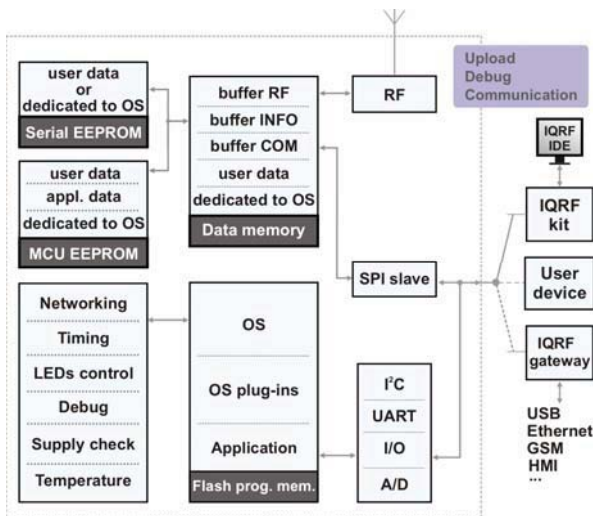 user data
or
dedicated to OS
Serial EEPROM
user data
appl. data
dedicated to OS
MCU EEPROM
buffer RF
buffer INFO
buffer COM
user data
dedicated to OS
Data memory
RF
Upload
Debug
Communication
IQRF
IDE
IQRF
kit
SPI slave
User
device
IQRF
gateway
USB
Ethernet
GSM
HMI
...
Networking
Timing
LEDs control
Debug
Supply check
Temperature
OS
OS plug-ins
Application
Flash prog. mem.
I²C
UART
I/O
A/D